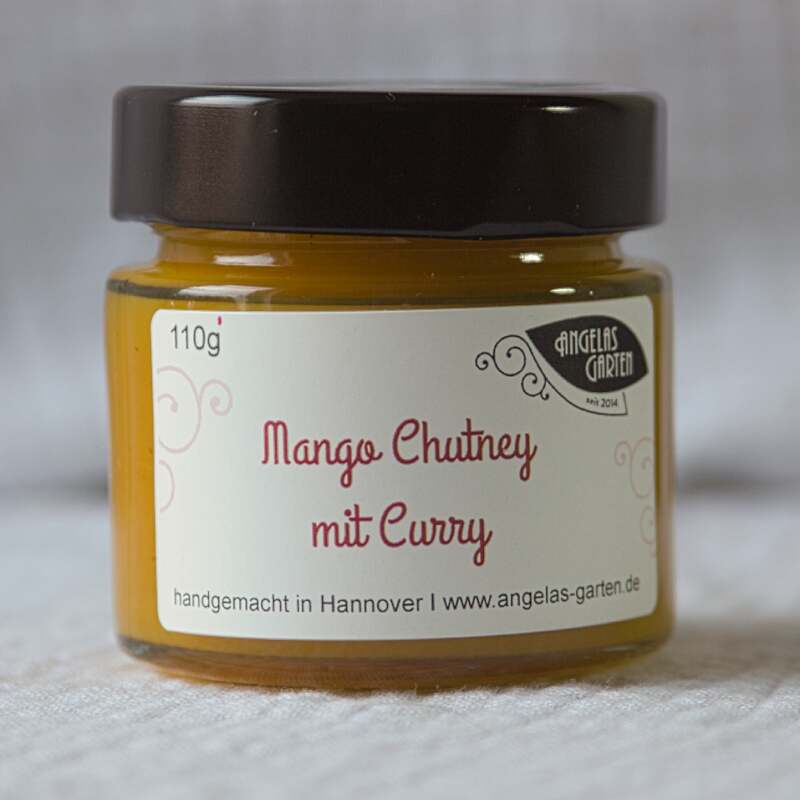 110g
ANGELAS
GARTEN
seit 2014
Mango Chutney
mit Curry
handgemacht in Hannover I www.angelas-garten.de